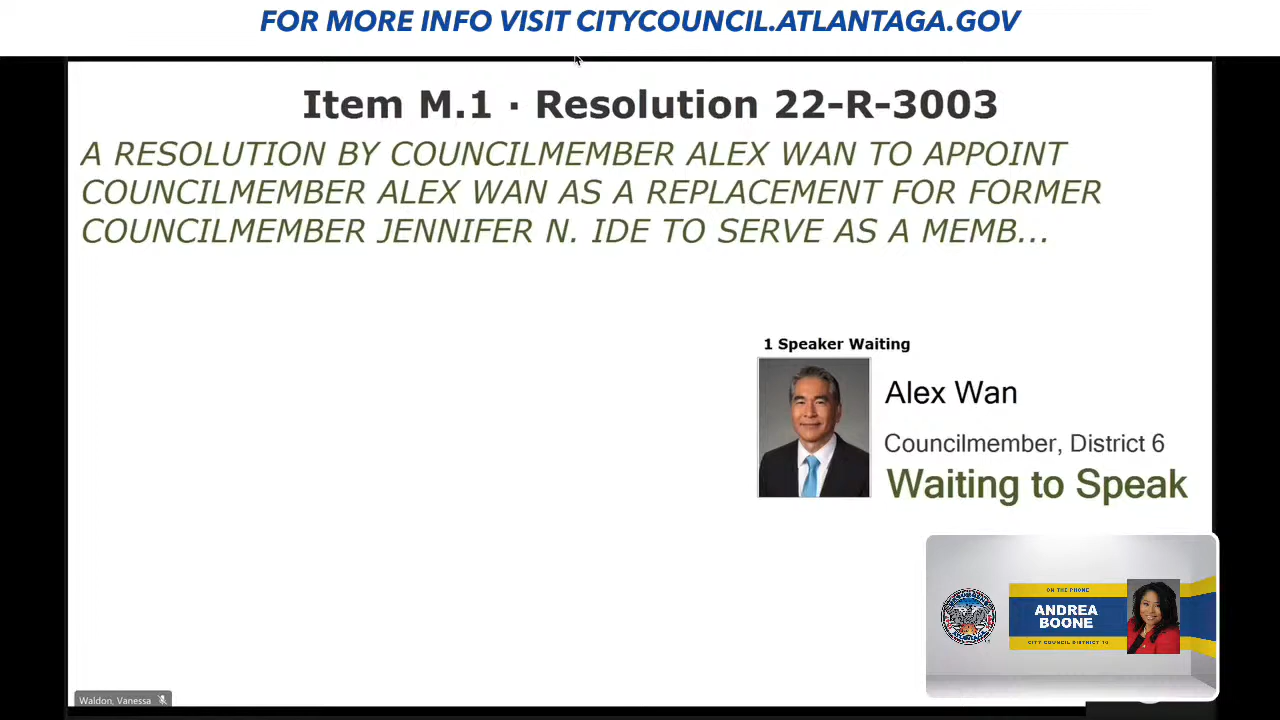 FOR MORE INFO VISIT CITYCOUNCIL.ATLANTAGA.GOV
Item M.1 · Resolution 22-R-3003
A RESOLUTION BY COUNCILMEMBER ALEX WAN TO APPOINT
COUNCILMEMBER ALEX WAN AS A REPLACEMENT FOR FORMER
COUNCILMEMBER JENNIFER N. IDE TO SERVE AS A MEMB...
1 Speaker Waiting
Alex Wan
Councilmember, District 6
Waiting to Speak
ON THE PHONE
ANDREA
BOONE
CITY COUNCIL DISTRICT 10
Waldon, Vanessa